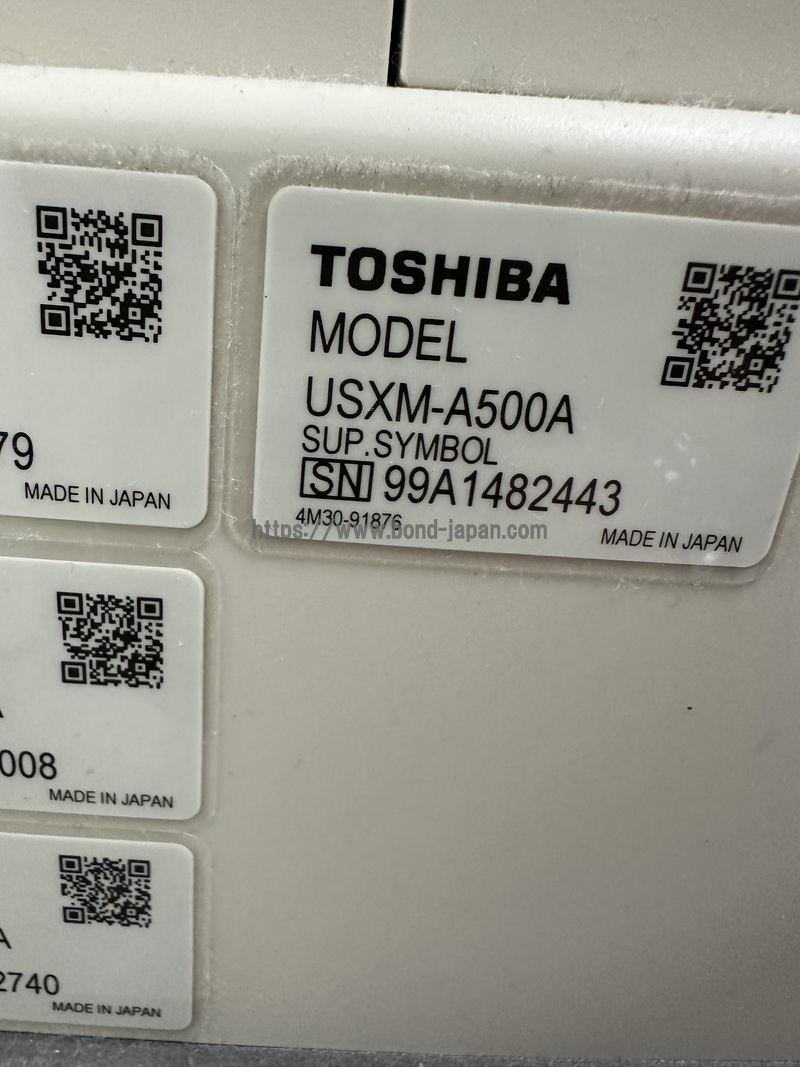 TOSHIBA
MODEL
USXM-A500A
SUP.SYMBOL
SN 99A1482443
4M30-91876
MADE IN JAPAN
https://www.bond-japan.com
79
MADE IN JAPAN
008
MADE IN JAPAN
A
2740
MADE IN JAPAN